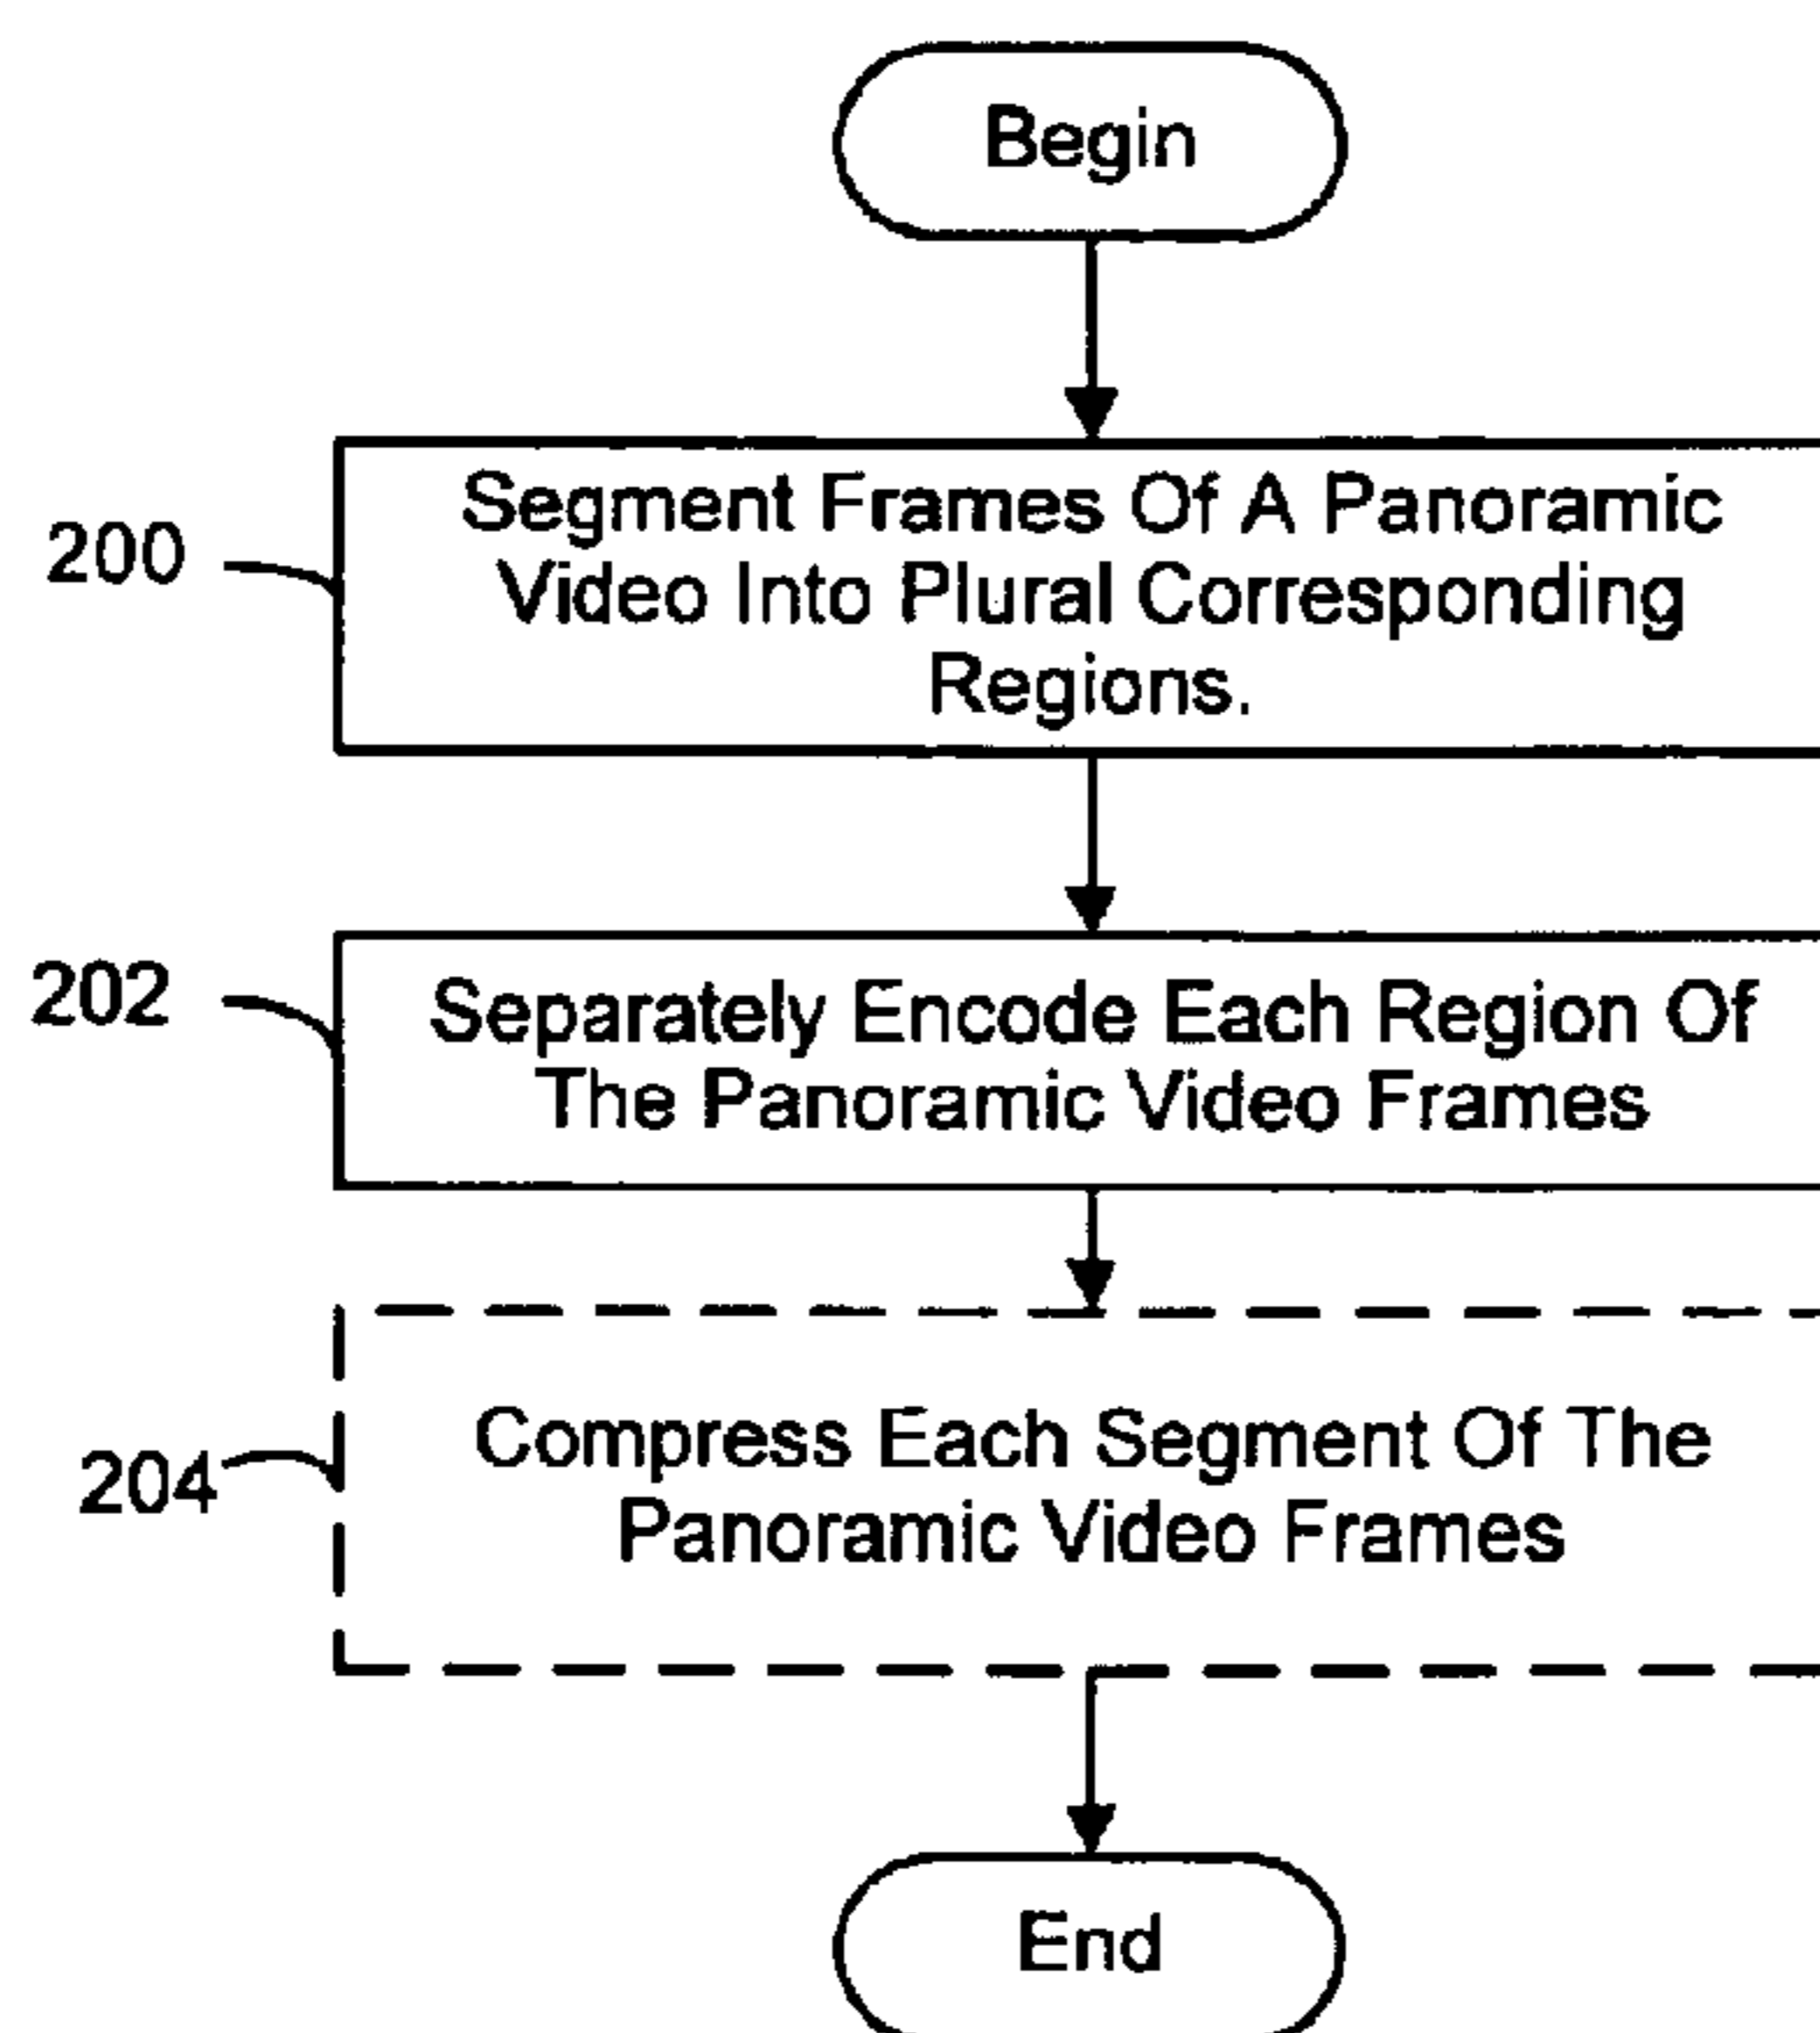 Begin
200
Segment Frames Of A Panoramic
Video Into Plural Corresponding
Regions.
202
Separately Encode Each Region Of
The Panoramic Video Frames
204
Compress Each Segment Of The
Panoramic Video Frames
End